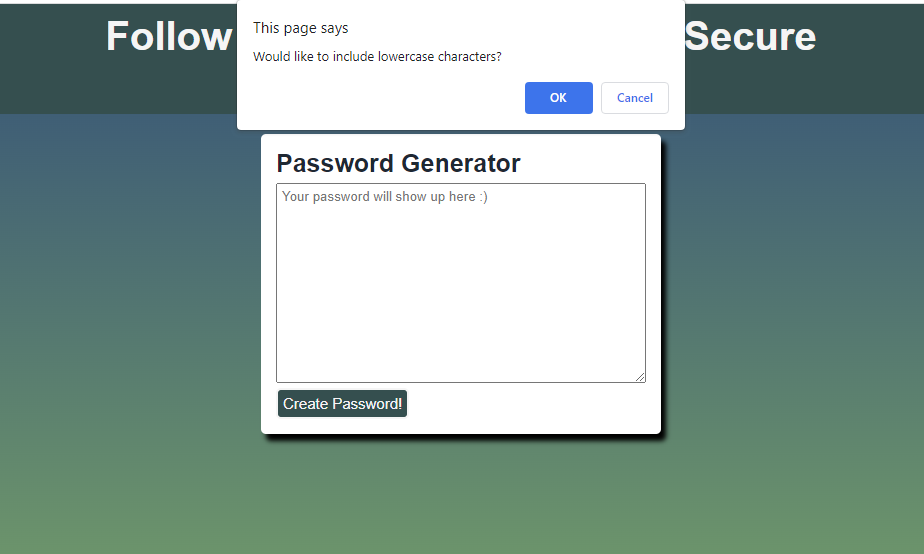 This page says
Would like to include lowercase characters?
OK Cancel
Follow Secure
Password Generator
Your password will show up here :)
Create Password!